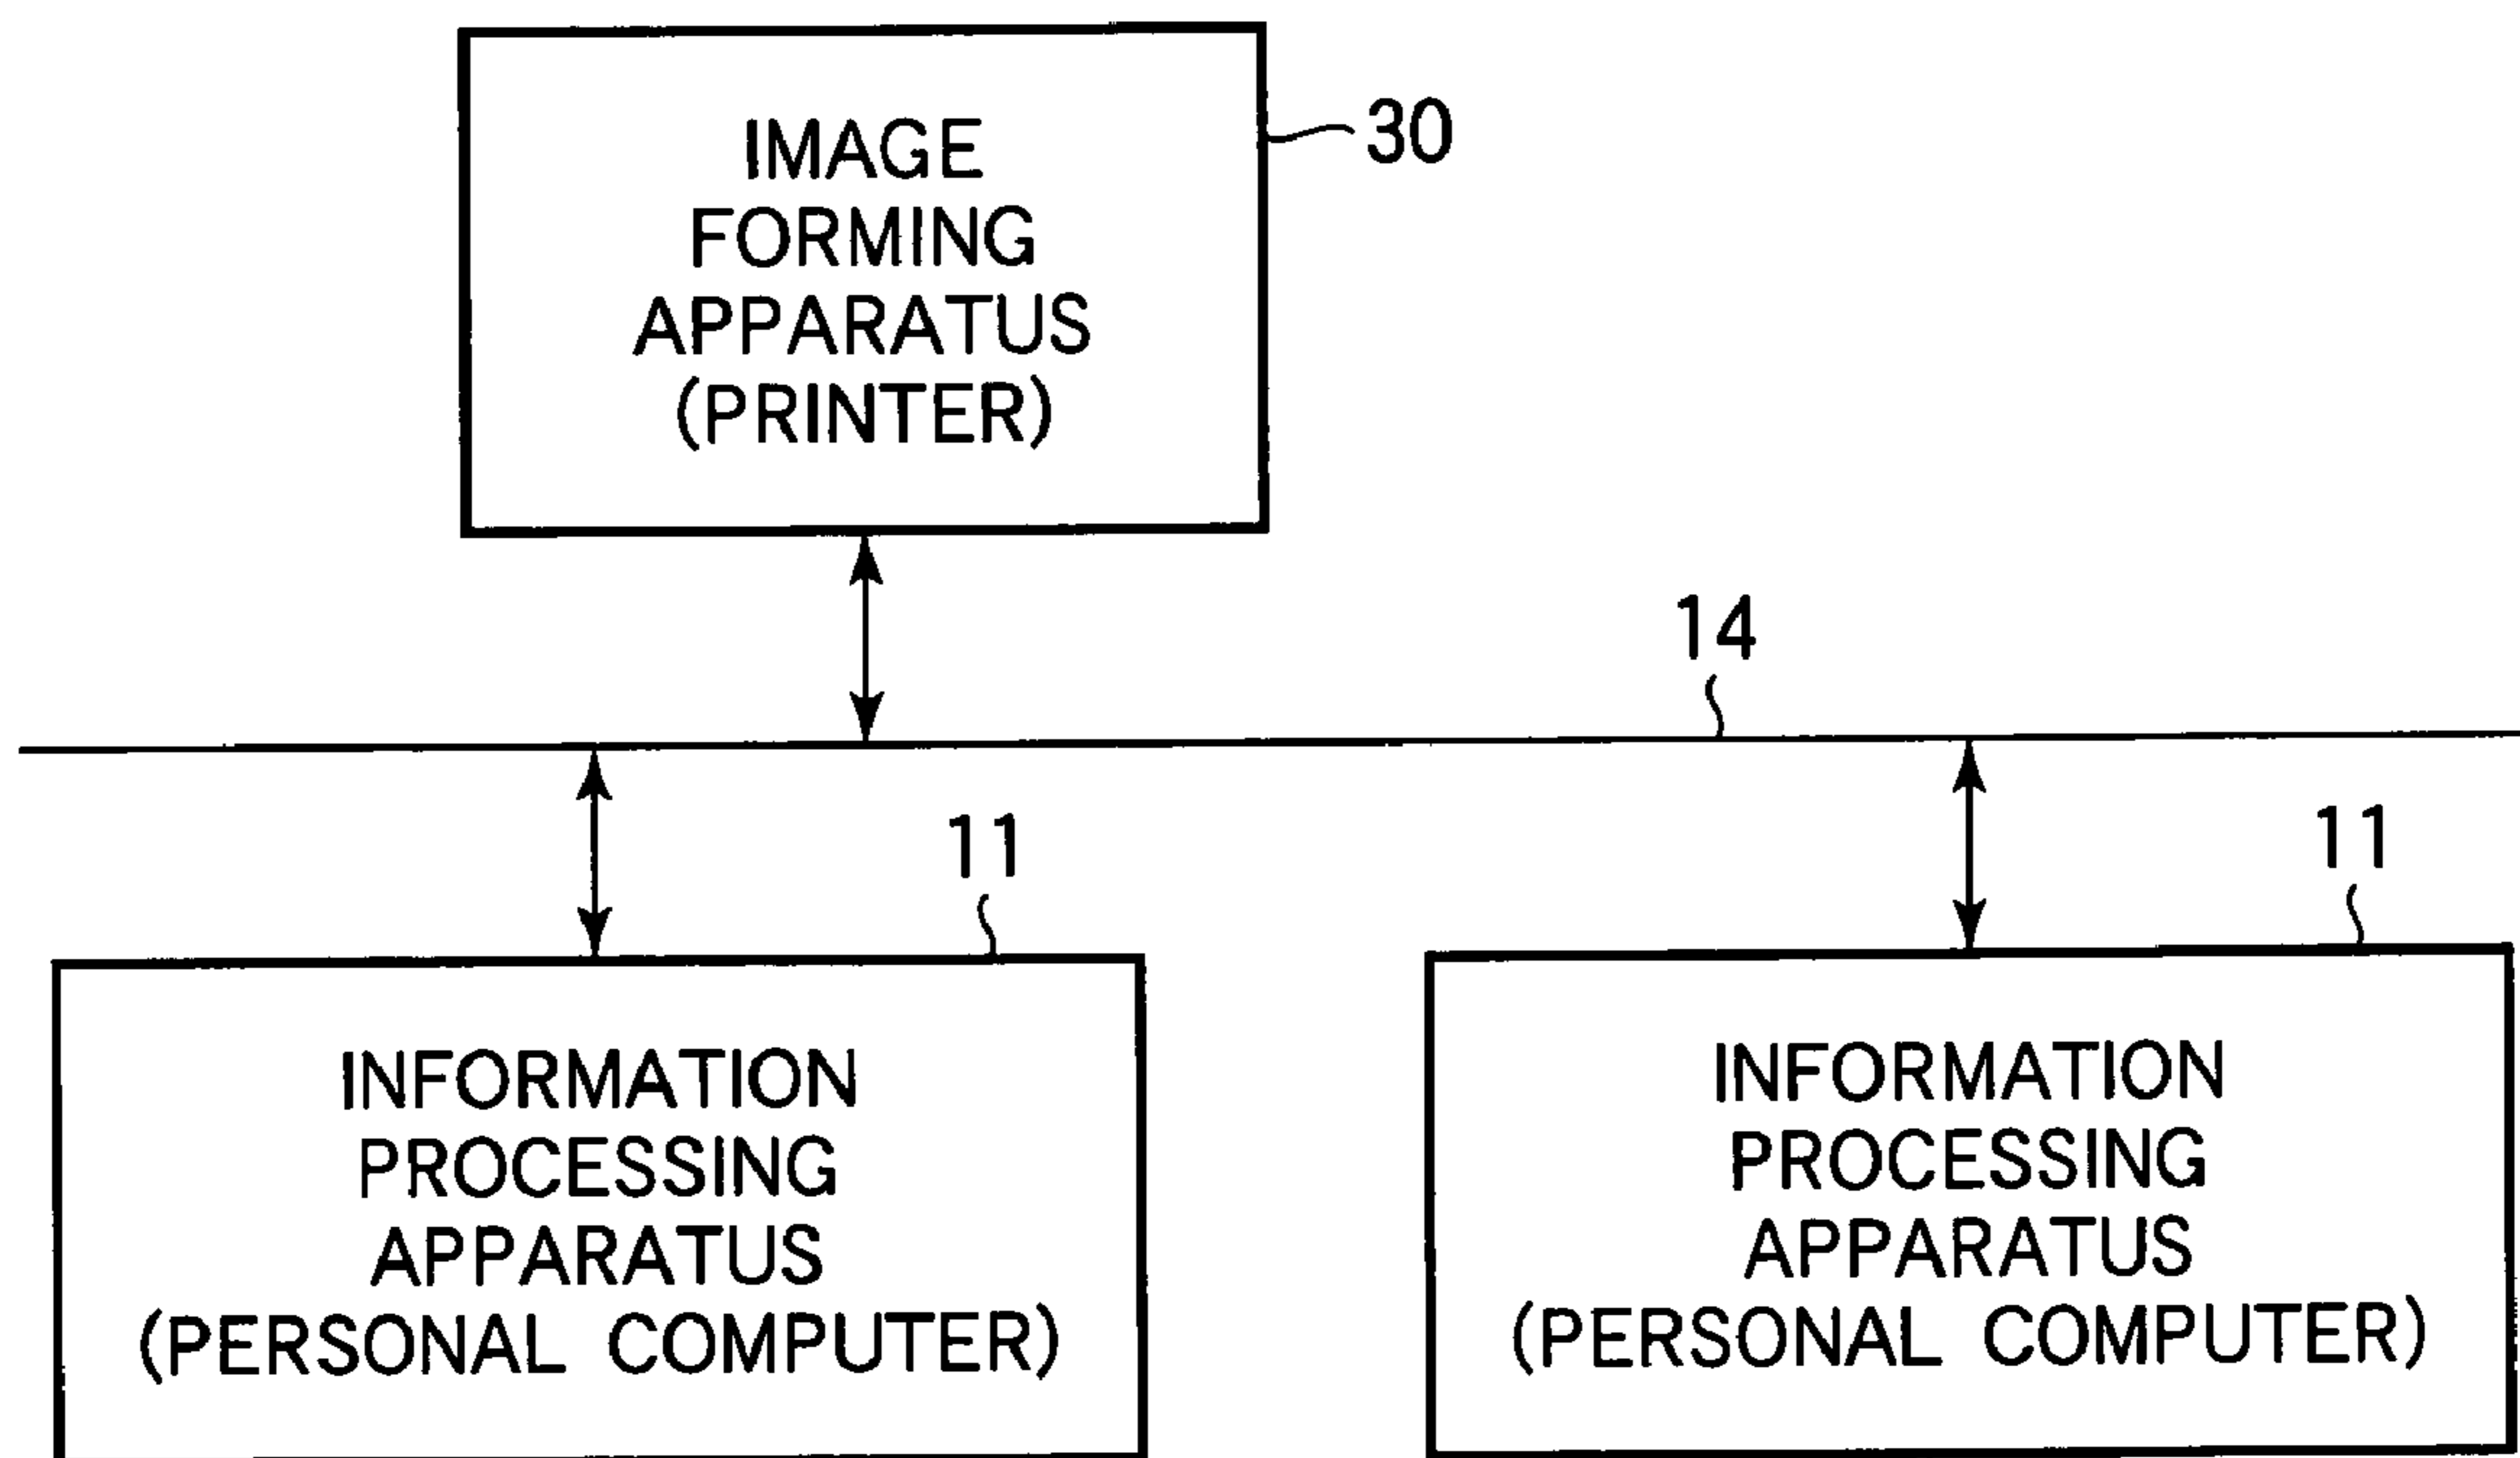 IMAGE
FORMING
APPARATUS
(PRINTER)
30
14
11
11
INFORMATION
PROCESSING
APPARATUS
(PERSONAL COMPUTER)
INFORMATION
PROCESSING
APPARATUS
(PERSONAL COMPUTER)